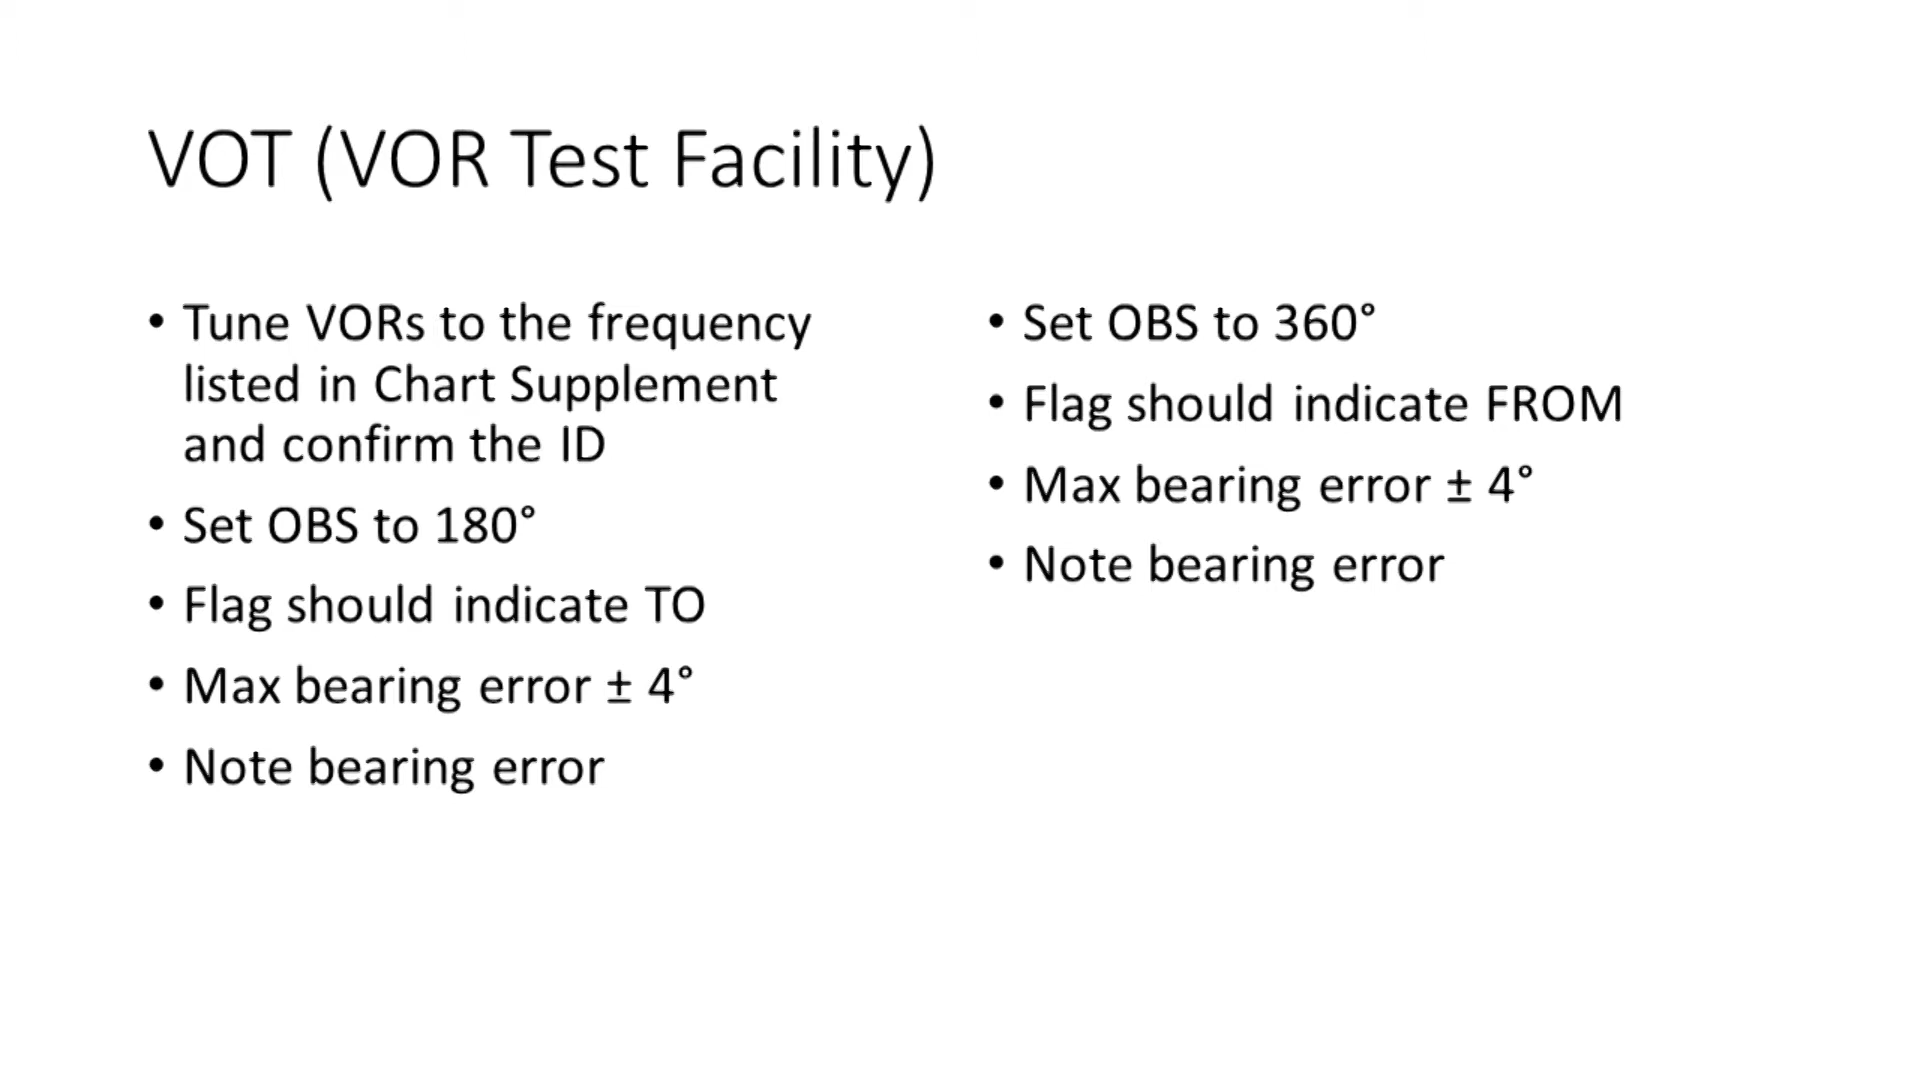 VOT (VOR Test Facility)
• Tune VORs to the frequency
listed in Chart Supplement
and confirm the ID
• Set OBS to 180°
• Flag should indicate TO
• Max bearing error ± 4°
• Note bearing error
• Set OBS to 360°
• Flag should indicate FROM
• Max bearing error ± 4°
• Note bearing error